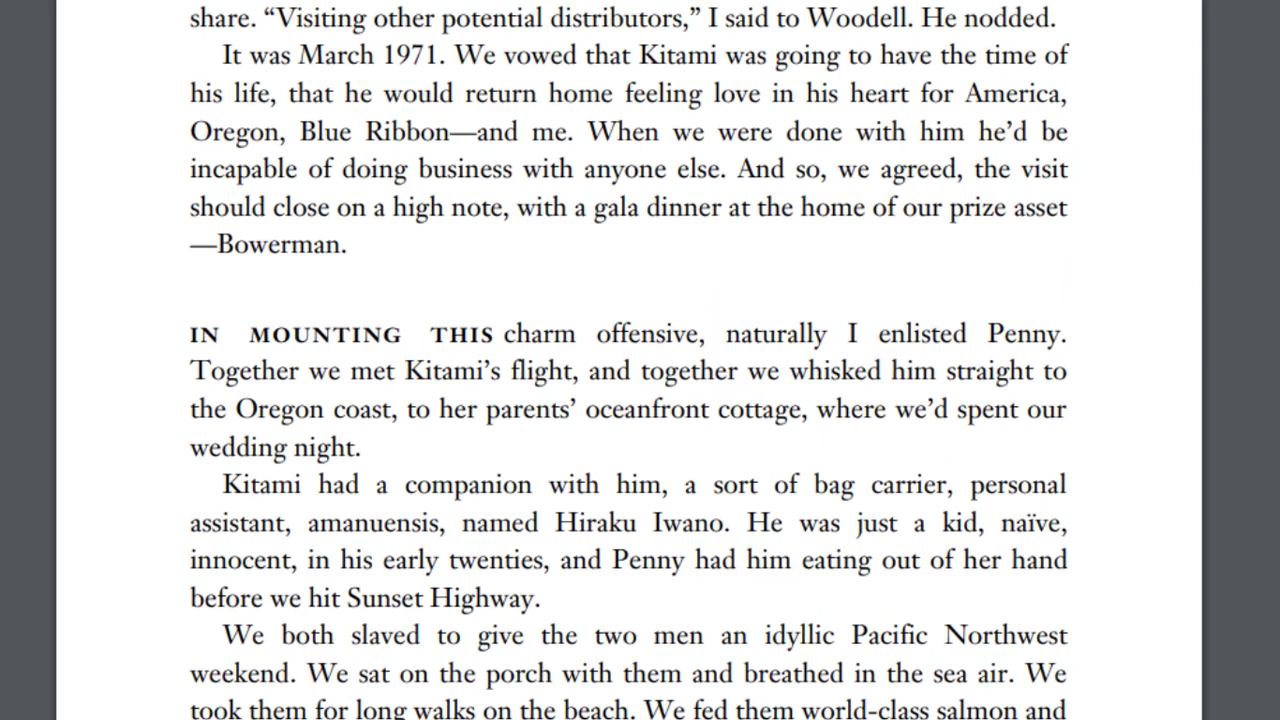 share. “Visiting other potential distributors,” I said to Woodell. He nodded.
It was March 1971. We vowed that Kitami was going to have the time of
his life, that he would return home feeling love in his heart for America,
Oregon, Blue Ribbon—and me. When we were done with him he’d be
incapable of doing business with anyone else. And so, we agreed, the visit
should close on a high note, with a gala dinner at the home of our prize asset
—Bowerman.
IN MOUNTING THIS charm offensive, naturally I enlisted Penny.
Together we met Kitami’s flight, and together we whisked him straight to
the Oregon coast, to her parents’ oceanfront cottage, where we’d spent our
wedding night.
Kitami had a companion with him, a sort of bag carrier, personal
assistant, amanuensis, named Hiraku Iwano. He was just a kid, naïve,
innocent, in his early twenties, and Penny had him eating out of her hand
before we hit Sunset Highway.
We both slaved to give the two men an idyllic Pacific Northwest
weekend. We sat on the porch with them and breathed in the sea air. We
took them for long walks on the beach. We fed them world-class salmon and